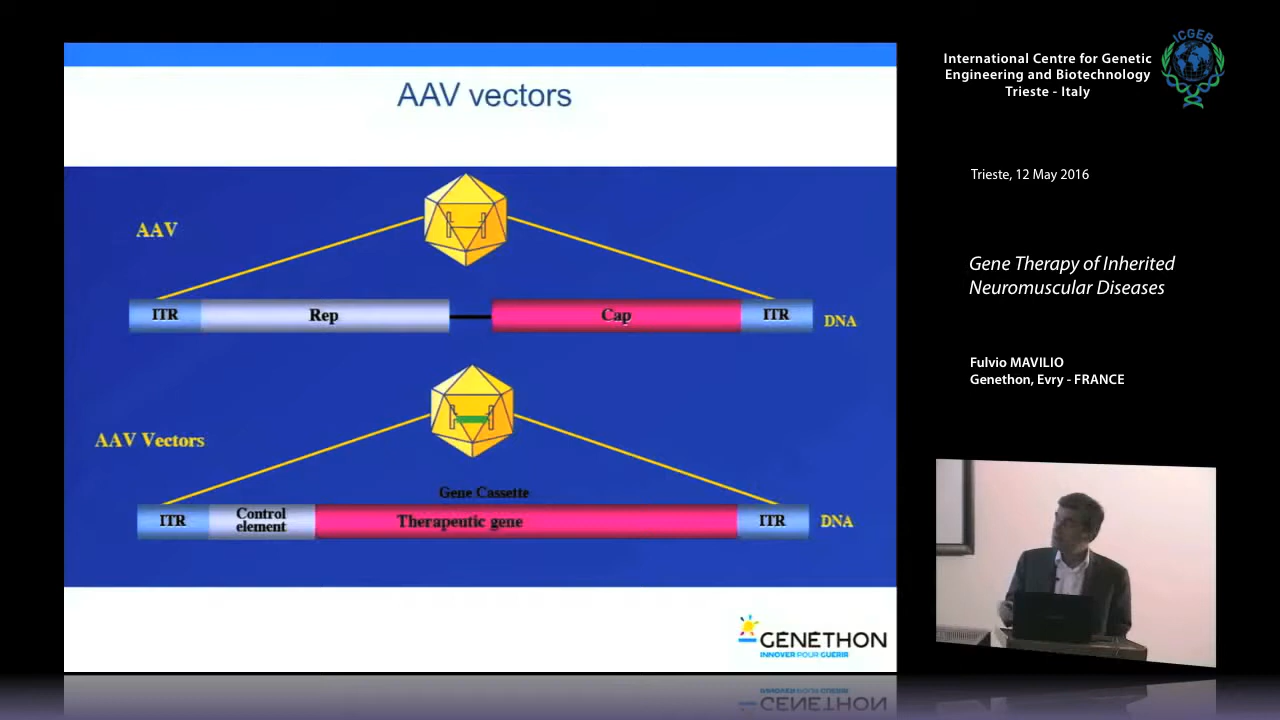 AAV vectors
AAV
ITR
Rep
Cap
ITR
DNA
AAV Vectors
Gene Cassette
ITR
Control
element
Therapeutic gene
ITR
DNA
GENETHON
INNOVER POUR GUÉRIR
International Centre for Genetic
Engineering and Biotechnology
Trieste - Italy
ICGEB
Trieste, 12 May 2016
Gene Therapy of Inherited
Neuromuscular Diseases
Fulvio MAVILIO
Genethon, Evry - FRANCE